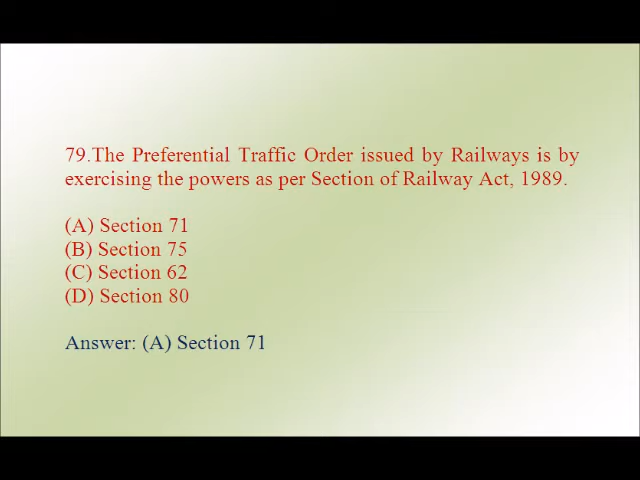 79.The Preferential Traffic Order issued by Railways is by
exercising the powers as per Section of Railway Act, 1989.
(A) Section 71
(B) Section 75
(C) Section 62
(D) Section 80
Answer: (A) Section 71